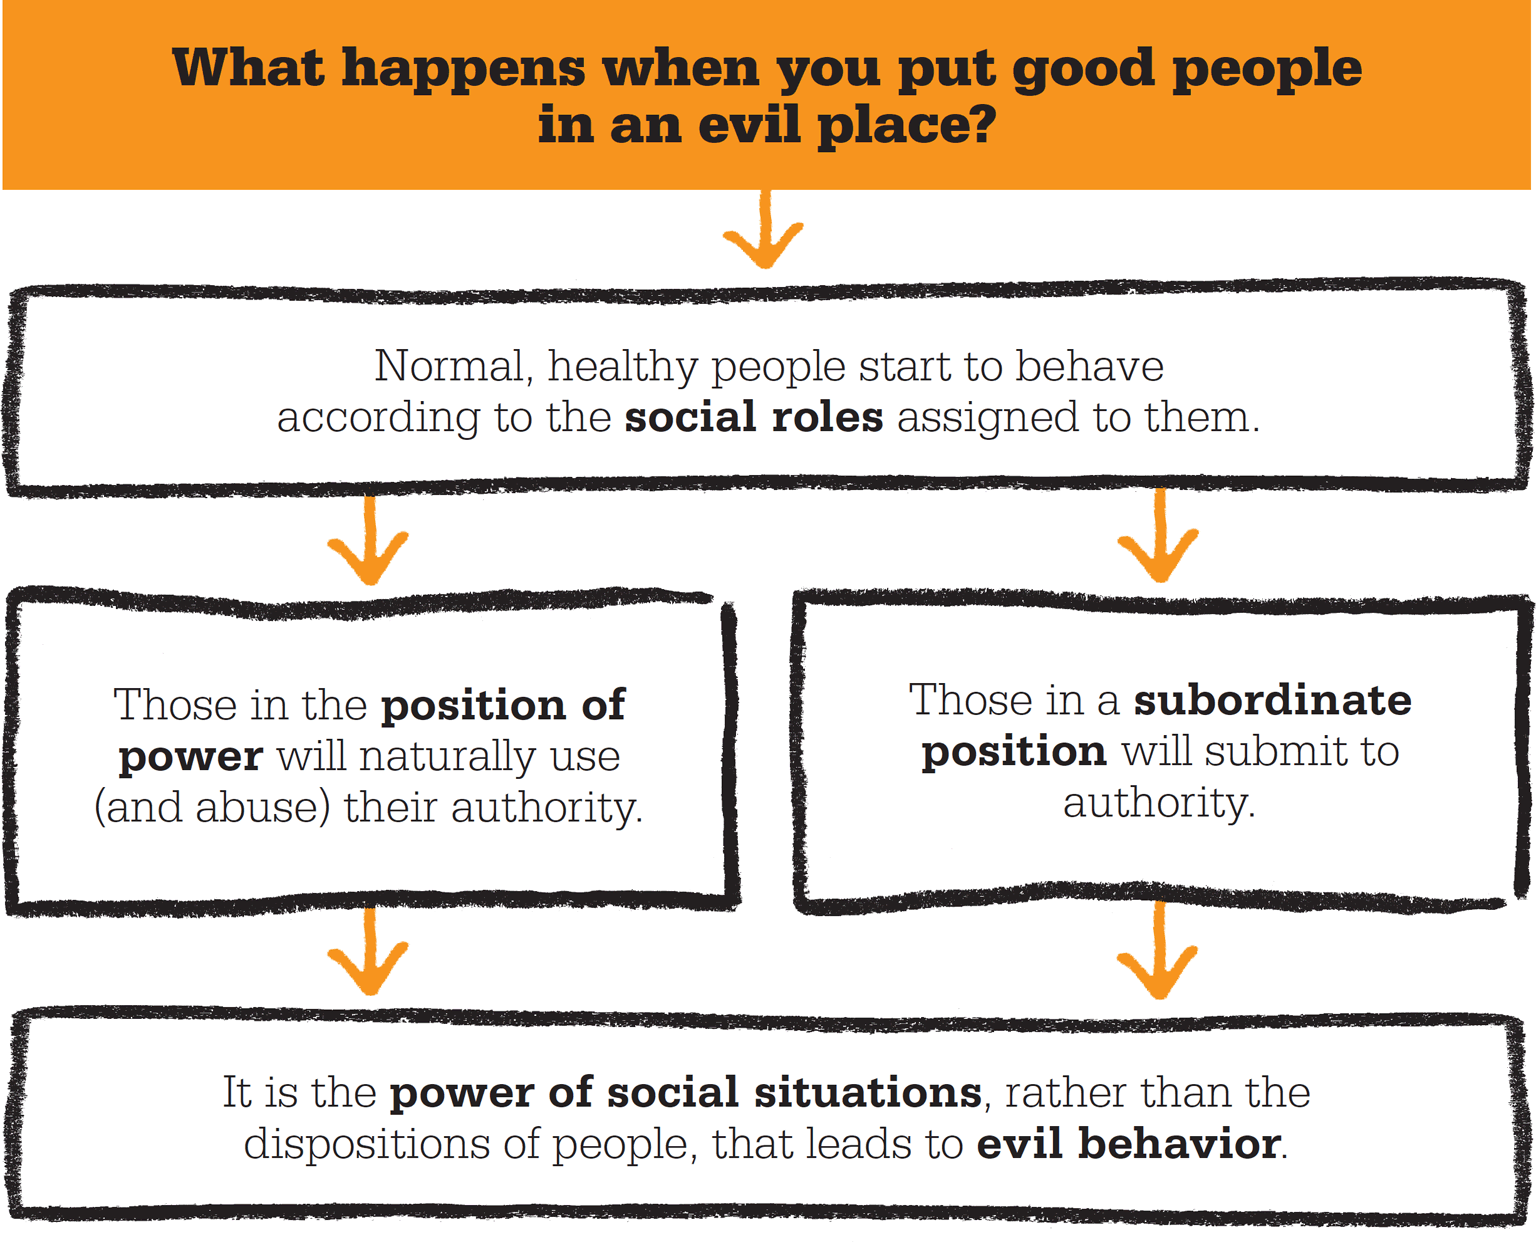 What happens when you put good people
in an evil place?
Normal, healthy people start to behave
according to the social roles assigned to them.
Those in the position of
power will naturally use
(and abuse) their authority.
Those in a subordinate
position will submit to
authority.
It is the power of social situations, rather than the
dispositions of people, that leads to evil behavior.